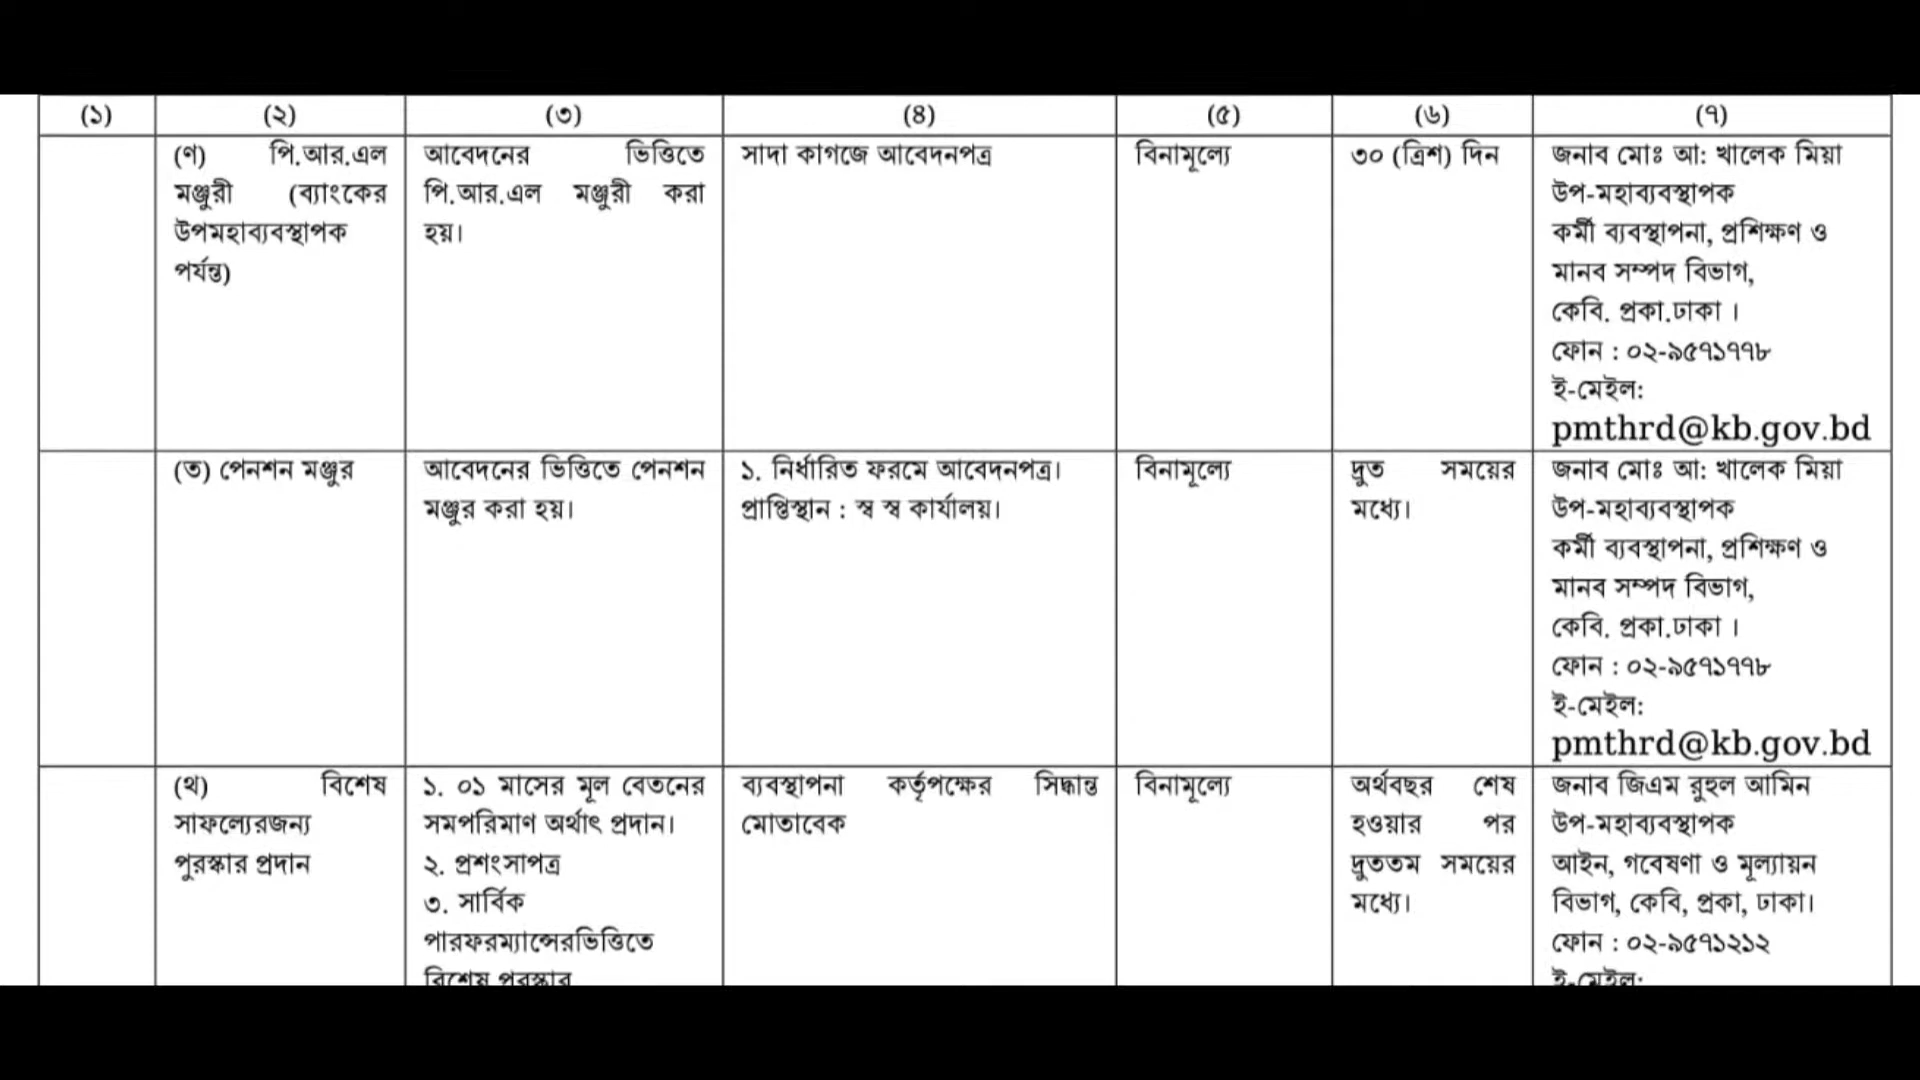 (১) (২) (৩) (৪) (৫) (৬) (৭)
(ণ) পি.আর.এল
মঞ্জুরী (ব্যাংকের
উপমহাব্যবস্থাপক
পর্যন্ত)
আবেদনের ভিত্তিতে
পি.আর.এল মঞ্জুরী করা
হয়।
সাদা কাগজে আবেদনপত্র
বিনামূল্যে
৩০ (ত্রিশ) দিন
জনাব মোঃ আ: খালেক মিয়া
উপ-মহাব্যবস্থাপক
কর্মী ব্যবস্থাপনা, প্রশিক্ষণ ও
মানব সম্পদ বিভাগ,
কেবি. প্রকা.ঢাকা ।
ফোন : ০২-৯৫৭১৭৭৮
ই-মেইল:
pmthrd@kb.gov.bd
(ত) পেনশন মঞ্জুর
আবেদনের ভিত্তিতে পেনশন
মঞ্জুর করা হয়।
১. নির্ধারিত ফরমে আবেদনপত্র।
প্রাপ্তিস্থান : স্ব স্ব কার্যালয়।
বিনামূল্যে
দ্রুত সময়ের
মধ্যে।
জনাব মোঃ আ: খালেক মিয়া
উপ-মহাব্যবস্থাপক
কর্মী ব্যবস্থাপনা, প্রশিক্ষণ ও
মানব সম্পদ বিভাগ,
কেবি. প্রকা.ঢাকা ।
ফোন : ০২-৯৫৭১৭৭৮
ই-মেইল:
pmthrd@kb.gov.bd
(থ) বিশেষ
সাফল্যেরজন্য
পুরস্কার প্রদান
১. ০১ মাসের মূল বেতনের
সমপরিমাণ অর্থাৎ প্রদান।
২. প্রশংসাপত্র
৩. সার্বিক
পারফরম্যান্সেরভিত্তিতে
বিশেষ পুরস্কার
ব্যবস্থাপনা কর্তৃপক্ষের সিদ্ধান্ত
মোতাবেক
বিনামূল্যে
অর্থবছর শেষ
হওয়ার পর
দ্রুততম সময়ের
মধ্যে।
জনাব জিএম রুহুল আমিন
উপ-মহাব্যবস্থাপক
আইন, গবেষণা ও মূল্যায়ন
বিভাগ, কেবি, প্রকা, ঢাকা।
ফোন : ০২-৯৫৭১২১২
ই-মেইল: